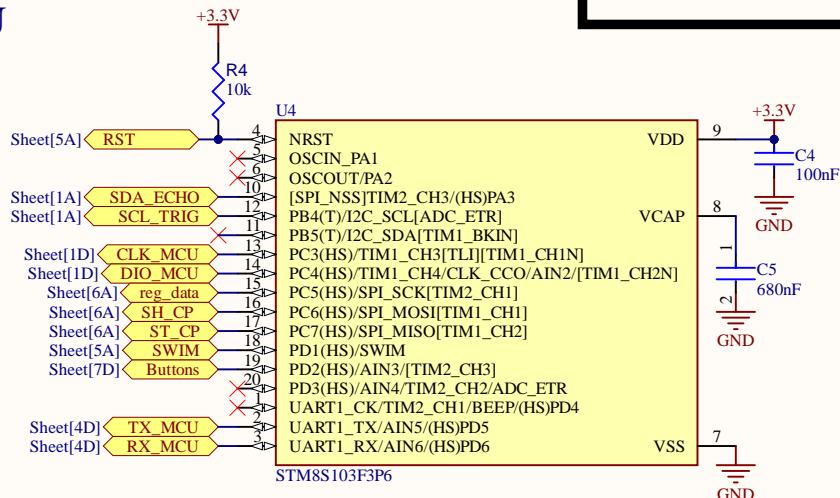 +3.3V
R4
10k
U4
+3.3V
Sheet[5A] RST 4 NRST VDD 9
C4
100nF
5 OSCIN_PA1
6 OSCOUT/PA2
Sheet[1A] SDA_ECHO 10 [SPI_NSS]TIM2_CH3/(HS)PA3
Sheet[1A] SCL_TRIG 12 PB4(T)/I2C_SCL[ADC_ETR] VCAP 8
GND
11 PB5(T)/I2C_SDA[TIM1_BKIN]
Sheet[1D] CLK_MCU 13 PC3(HS)/TIM1_CH3[TLI][TIM1_CH1N]
1
Sheet[1D] DIO_MCU 14 PC4(HS)/TIM1_CH4/CLK_CCO/AIN2/[TIM1_CH2N]
C5
680nF
Sheet[6A] reg_data 15 PC5(HS)/SPI_SCK[TIM2_CH1]
2
Sheet[6A] SH_CP 16 PC6(HS)/SPI_MOSI[TIM1_CH1]
Sheet[6A] ST_CP 17 PC7(HS)/SPI_MISO[TIM1_CH2]
GND
Sheet[5A] SWIM 18 PD1(HS)/SWIM
Sheet[7D] Buttons 19 PD2(HS)/AIN3/[TIM2_CH3]
20 PD3(HS)/AIN4/TIM2_CH2/ADC_ETR
1 UART1_CK/TIM2_CH1/BEEP/(HS)PD4
Sheet[4D] TX_MCU 2 UART1_TX/AIN5/(HS)PD5
Sheet[4D] RX_MCU 3 UART1_RX/AIN6/(HS)PD6 VSS 7
STM8S103F3P6
GND